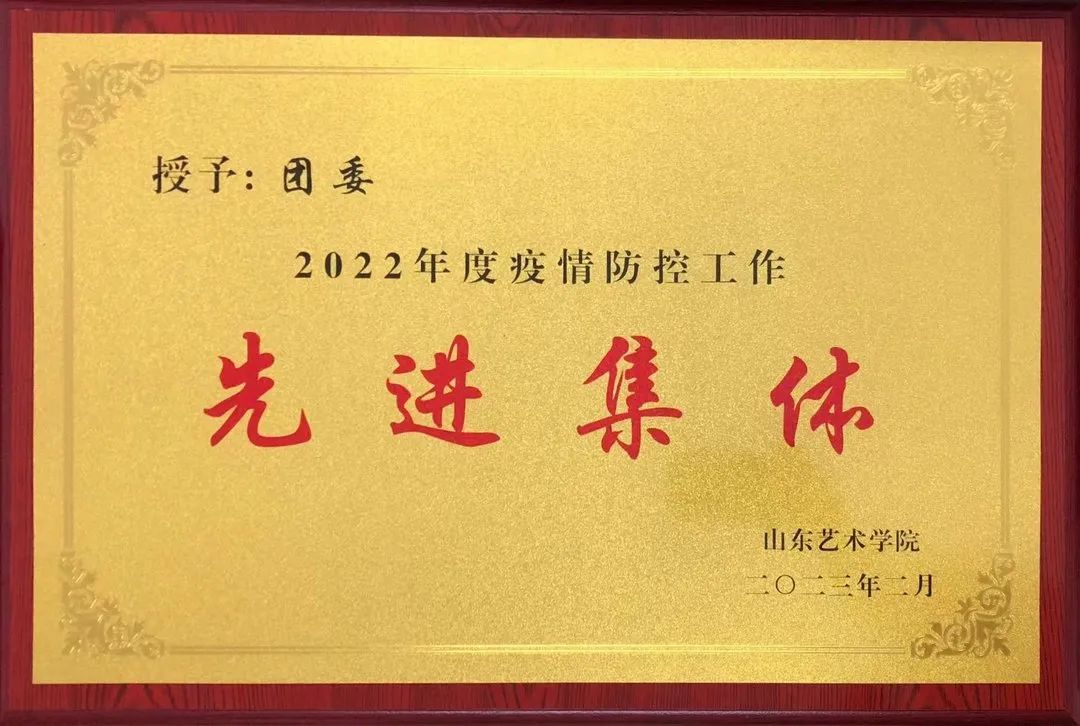 授予：团委
2022年度疫情防控工作
先进集体
山东艺术学院
二〇二三年二月